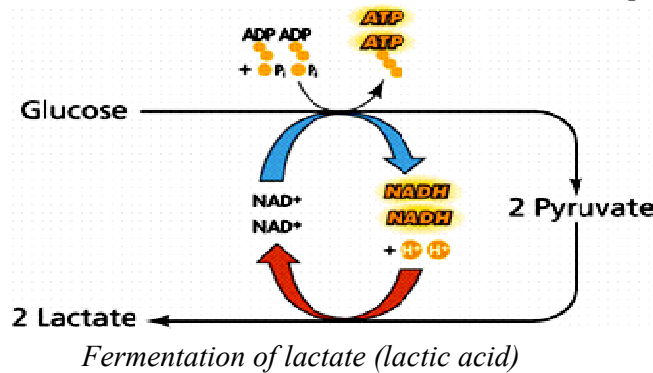 ADP ADP
+ Pi Pi
ATP
ATP
Glucose
NAD+
NAD+
NADH
NADH
+ H+ H+
2 Pyruvate
2 Lactate
Fermentation of lactate (lactic acid)